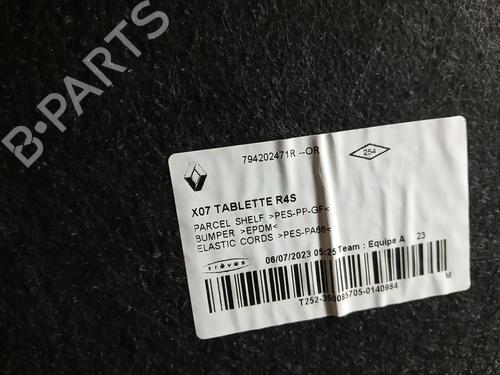 B-PARTS
794202471R --OR
254
X07 TABLETTE R4S
PARCEL SHELF >PES-PP-GF<
BUMPER >EPDM<
ELASTIC CORDS >PES-PA66<
Trèves
06/07/2023 05:25 Team : Equipe A 23
M
T252-350085705-0140984